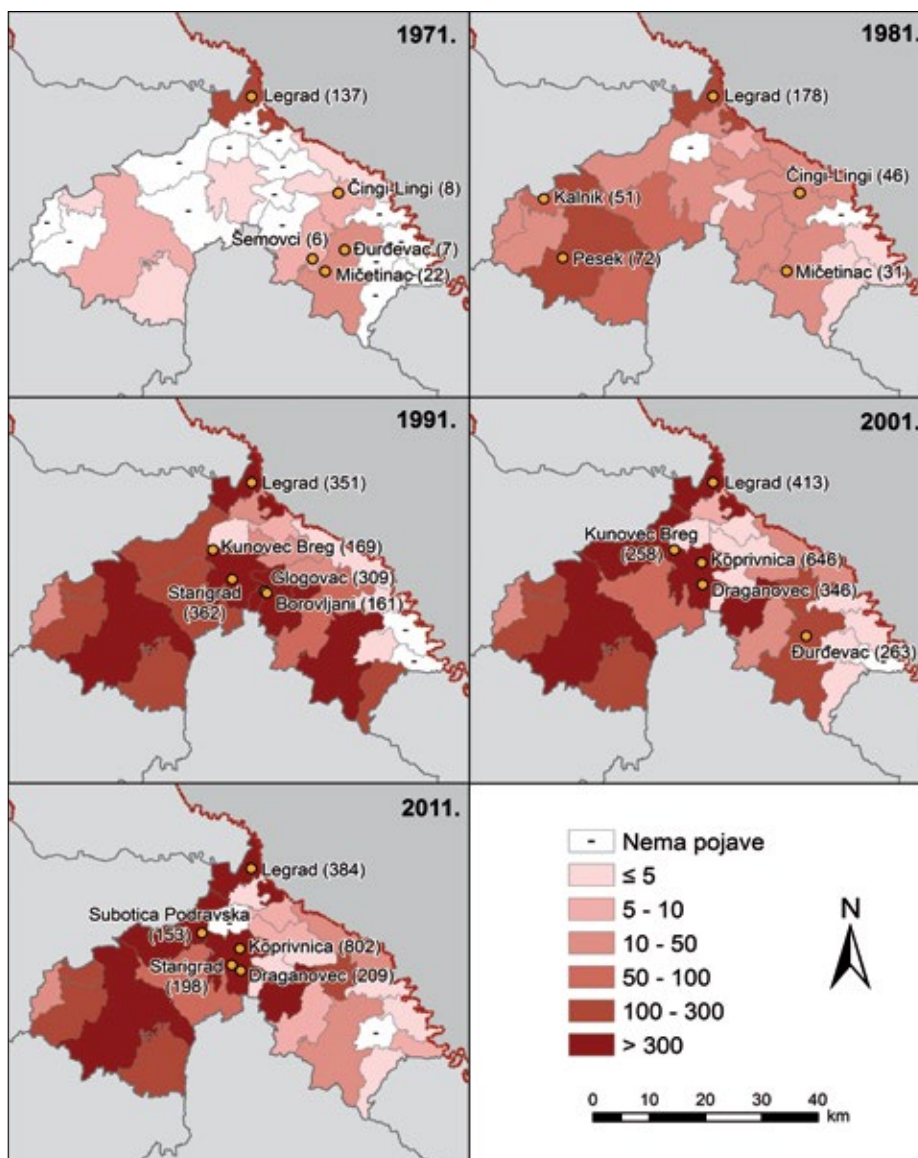 1971.
Legrad (137)
Čingi-Lingi (8)
Šemovci (6)
Đurđevac (7)
Mičetinac (22)
1981.
Legrad (178)
Čingi-Lingi (46)
Kalnik (51)
Pesek (72)
Mičetinac (31)
1991.
Legrad (351)
Kunovec Breg (169)
Glogovac (309)
Starigrad
(362)
Borovljani (161)
2001.
Legrad (413)
Kunovec Breg
(258)
Koprivnica (646)
Draganovec (346)
Đurđevac (263)
2011.
Legrad (384)
Subotica Podravska
(153)
Koprivnica (802)
Starigrad
(198)
Draganovec (209)
- Nema pojave
≤ 5
5 - 10
10 - 50
50 - 100
100 - 300
> 300
N
0 10 20 30 40
km